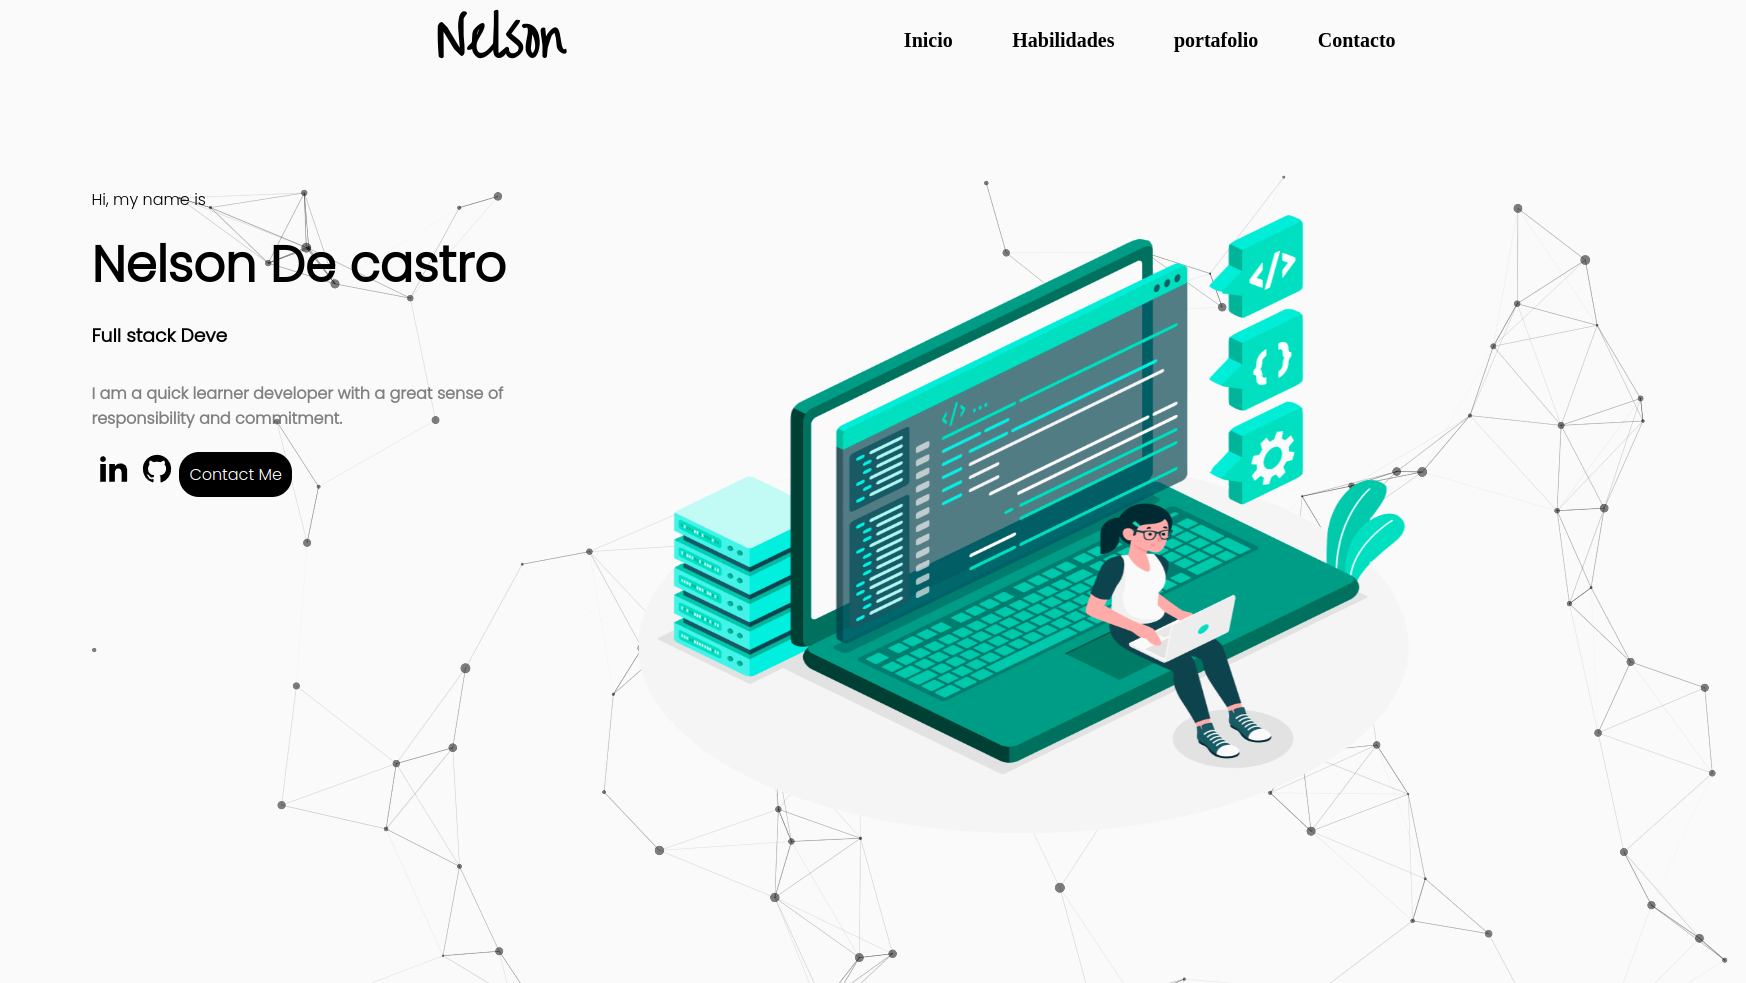 Nelson
Inicio Habilidades portafolio Contacto
Hi, my name is
Nelson De castro
Full stack Deve
I am a quick learner developer with a great sense of
responsibility and commitment.
in
Contact Me
</>
{ }
</> ...